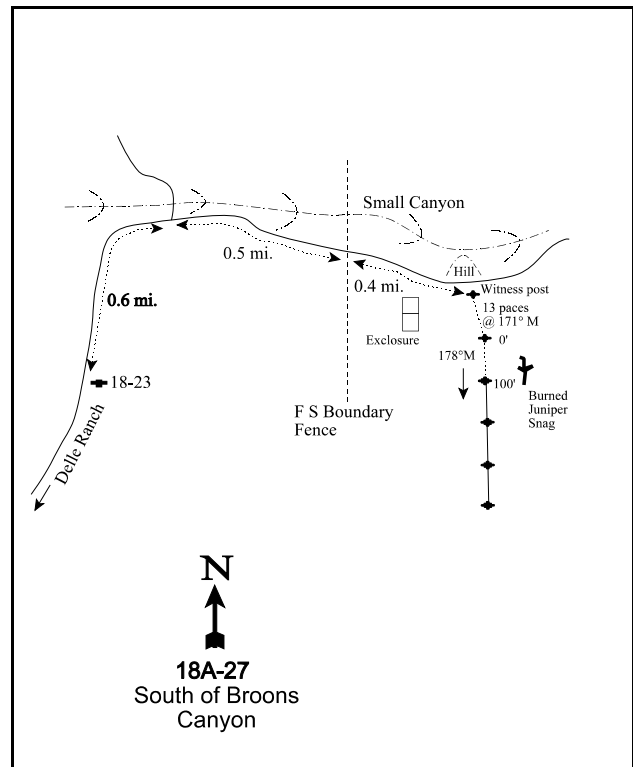 Small Canyon
0.5 mi.
0.4 mi.
Hill
Witness post
13 paces
@ 171° M
0'
0.6 mi.
Exclosure
178°M
100'
18-23
Burned
Juniper
Snag
F S Boundary
Fence
Delle Ranch
N
18A-27
South of Broons
Canyon